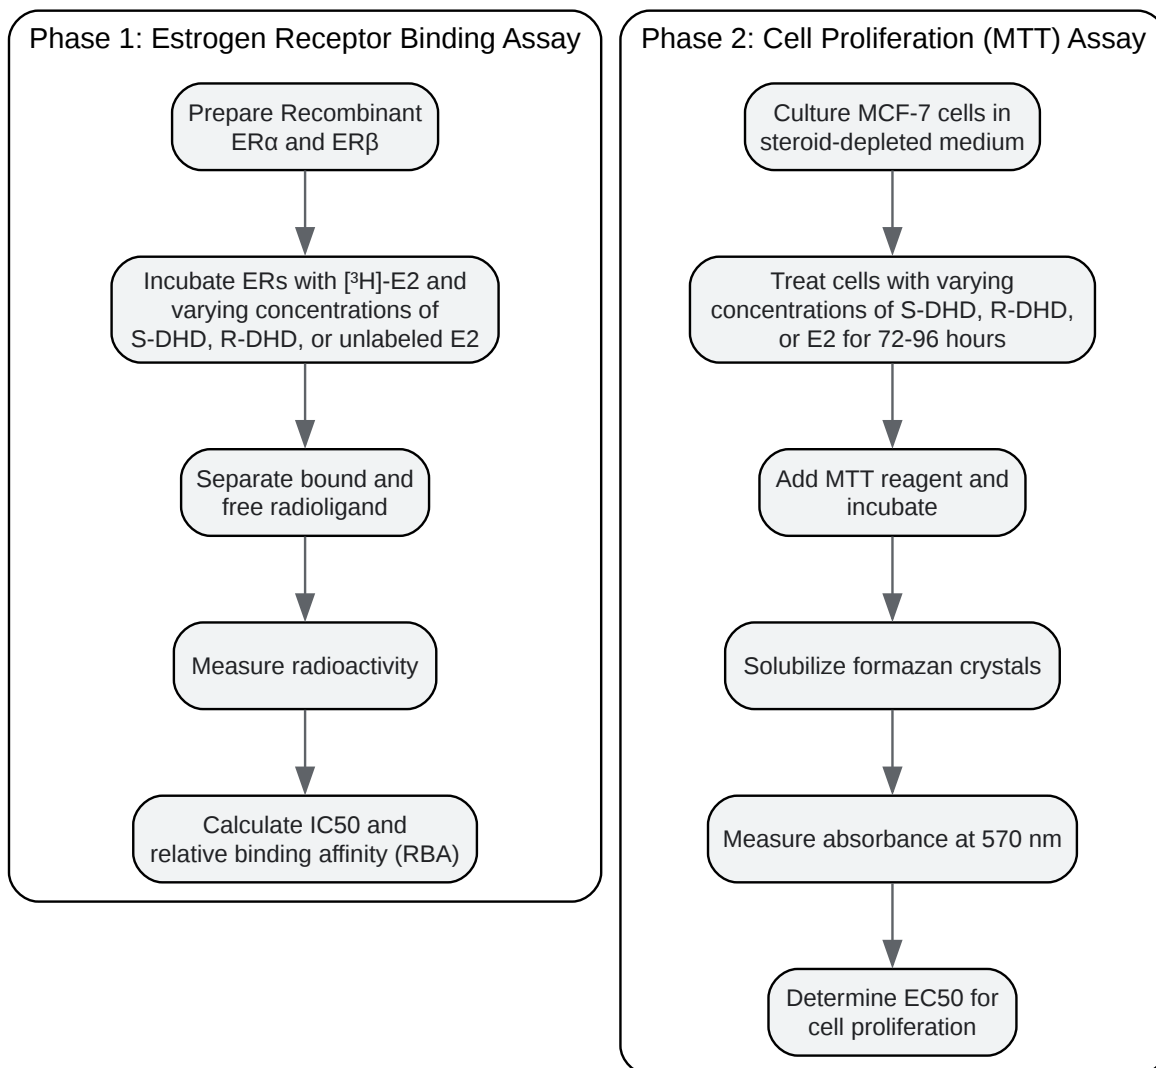 Phase 1: Estrogen Receptor Binding Assay
Prepare Recombinant
ERα and ERβ
Incubate ERs with [³H]-E2 and
varying concentrations of
S-DHD, R-DHD, or unlabeled E2
Separate bound and
free radioligand
Measure radioactivity
Calculate IC50 and
relative binding affinity (RBA)
Phase 2: Cell Proliferation (MTT) Assay
Culture MCF-7 cells in
steroid-depleted medium
Treat cells with varying
concentrations of S-DHD, R-DHD,
or E2 for 72-96 hours
Add MTT reagent and
incubate
Solubilize formazan crystals
Measure absorbance at 570 nm
Determine EC50 for
cell proliferation